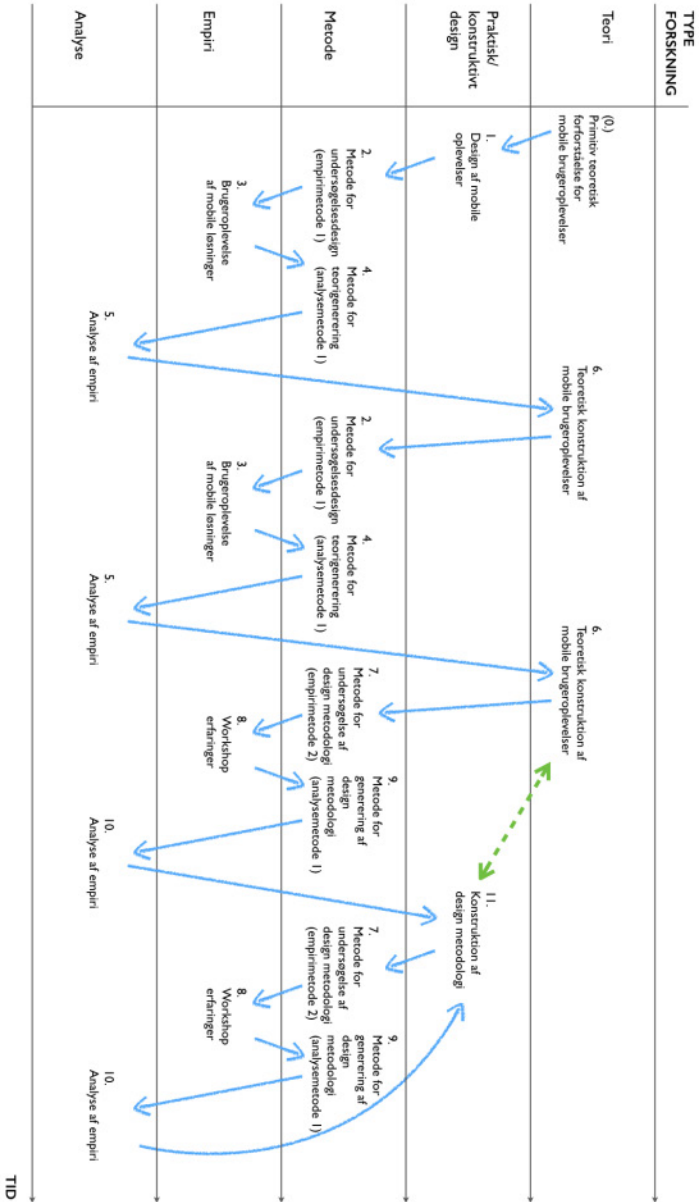 TYPE
FORSKNING
Teori
(0.)
Primitiv teoretisk
forforståelse for
mobile brugeroplevelser
6.
Teoretisk konstruktion af
mobile brugeroplevelser
6.
Teoretisk konstruktion af
mobile brugeroplevelser
Praktisk/
konstruktivt
design
1.
Design af mobile
oplevelser
11.
Konstruktion af
design metodologi
Metode
2.
Metode for
undersøgelsesdesign
(empirimetode 1)
4.
Metode for
teorigenerering
(analysemetode 1)
2.
Metode for
undersøgelsesdesign
(empirimetode 1)
4.
Metode for
teorigenerering
(analysemetode 1)
7.
Metode for
undersøgelse af
design metodologi
(empirimetode 2)
9.
Metode for
generering af
design
metodologi
(analysemetode 1)
7.
Metode for
undersøgelse af
design metodologi
(empirimetode 2)
9.
Metode for
generering af
design
metodologi
(analysemetode 1)
Empiri
3.
Brugeroplevelse
af mobile løsninger
3.
Brugeroplevelse
af mobile løsninger
8.
Workshop
erfaringer
8.
Workshop
erfaringer
Analyse
5.
Analyse af empiri
5.
Analyse af empiri
10.
Analyse af empiri
10.
Analyse af empiri
TID